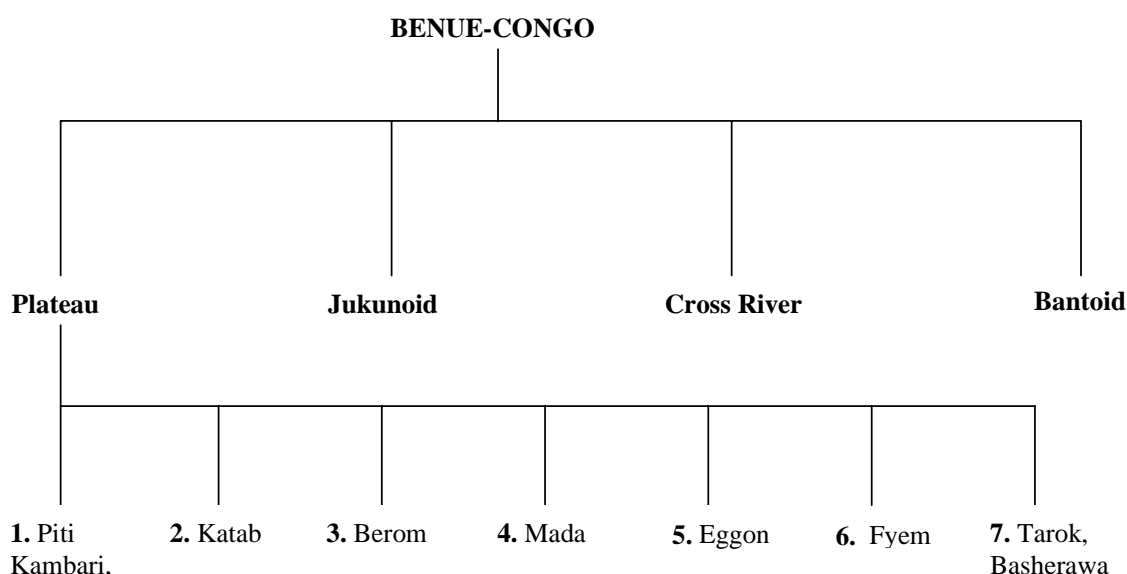 BENUE-CONGO
Plateau Jukunoid Cross River Bantoid
1. Piti 2. Katab 3. Berom 4. Mada 5. Eggon 6. Fyem 7. Tarok,
Kambari, Basherawa